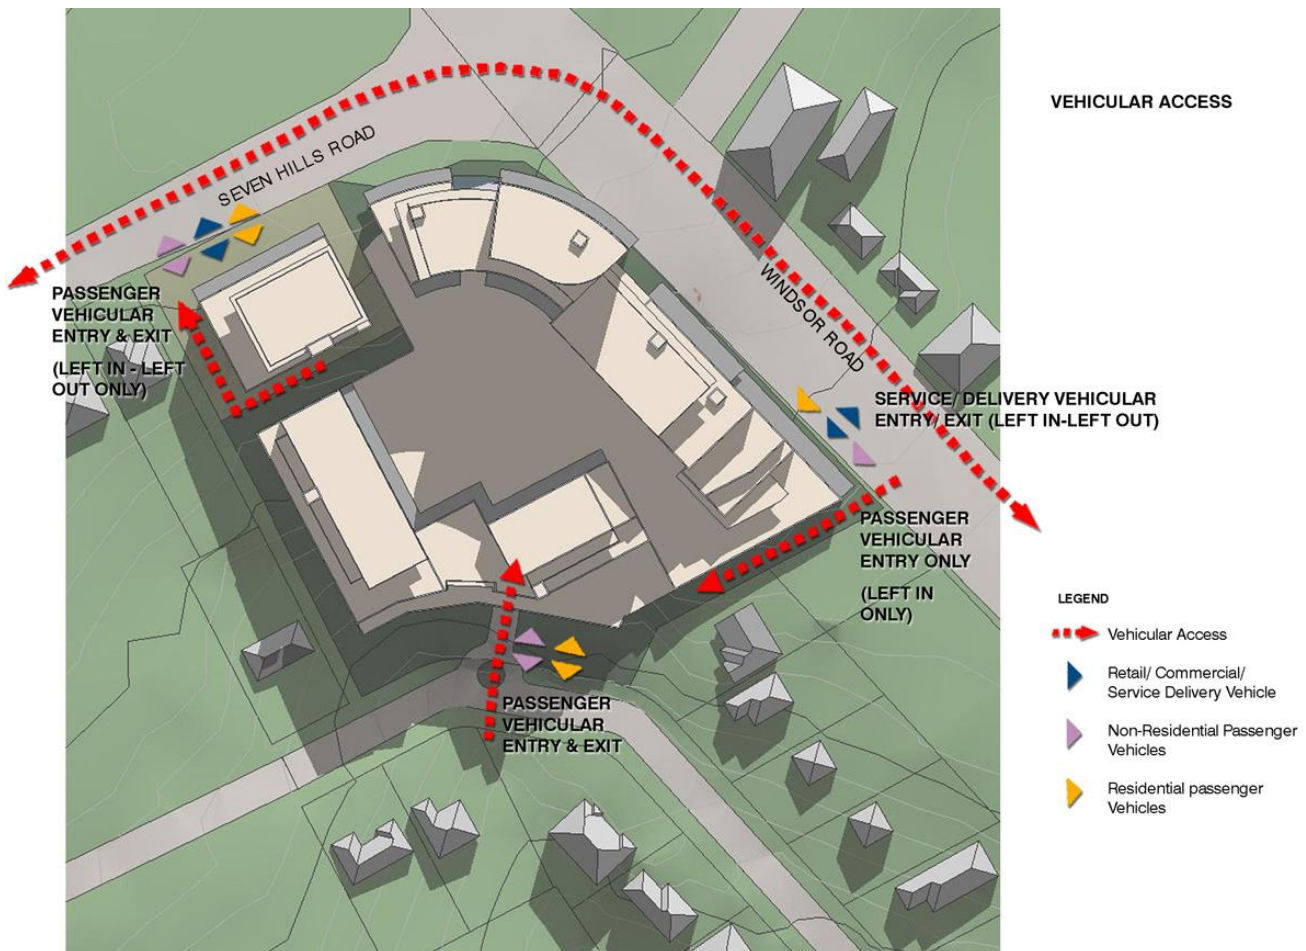 VEHICULAR ACCESS
SEVEN HILLS ROAD
WINDSOR ROAD
PASSENGER
VEHICULAR
ENTRY & EXIT
(LEFT IN - LEFT
OUT ONLY)
SERVICE/ DELIVERY VEHICULAR
ENTRY/ EXIT (LEFT IN-LEFT OUT)
PASSENGER
VEHICULAR
ENTRY ONLY
(LEFT IN
ONLY)
PASSENGER
VEHICULAR
ENTRY & EXIT
LEGEND
Vehicular Access
Retail/ Commercial/
Service Delivery Vehicle
Non-Residential Passenger
Vehicles
Residential passenger
Vehicles